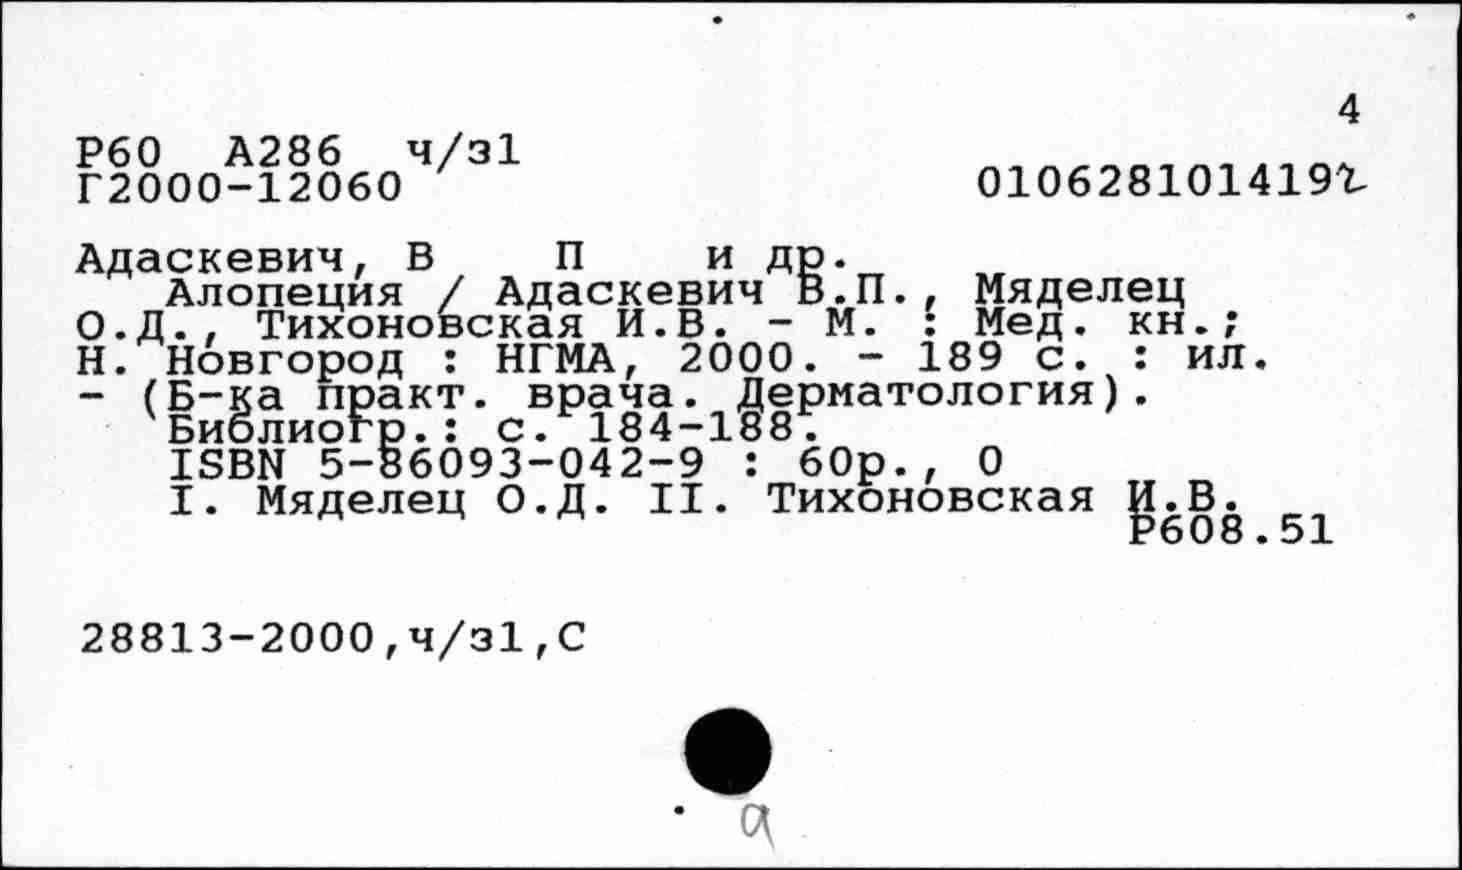 4
Р60 А286 ч/з1
Г2000-12060
010628101419г
Адаскевич, В П и др.
Алопеция / Адаскевич В.П., Мяделец
О.Д., Тихоновская И.В. - М. : Мед. кн.;
Н. Новгород : НГМА, 2000. - 189 с. : ил.
- (Б-ка практ. врача. Дерматология).
Библиогр.: с. 184-188.
ISBN 5-86093-042-9 : 60р., 0
I. Мяделец О.Д. II. Тихоновская И.В.
Р608.51
28813-2000,ч/з1,С
а